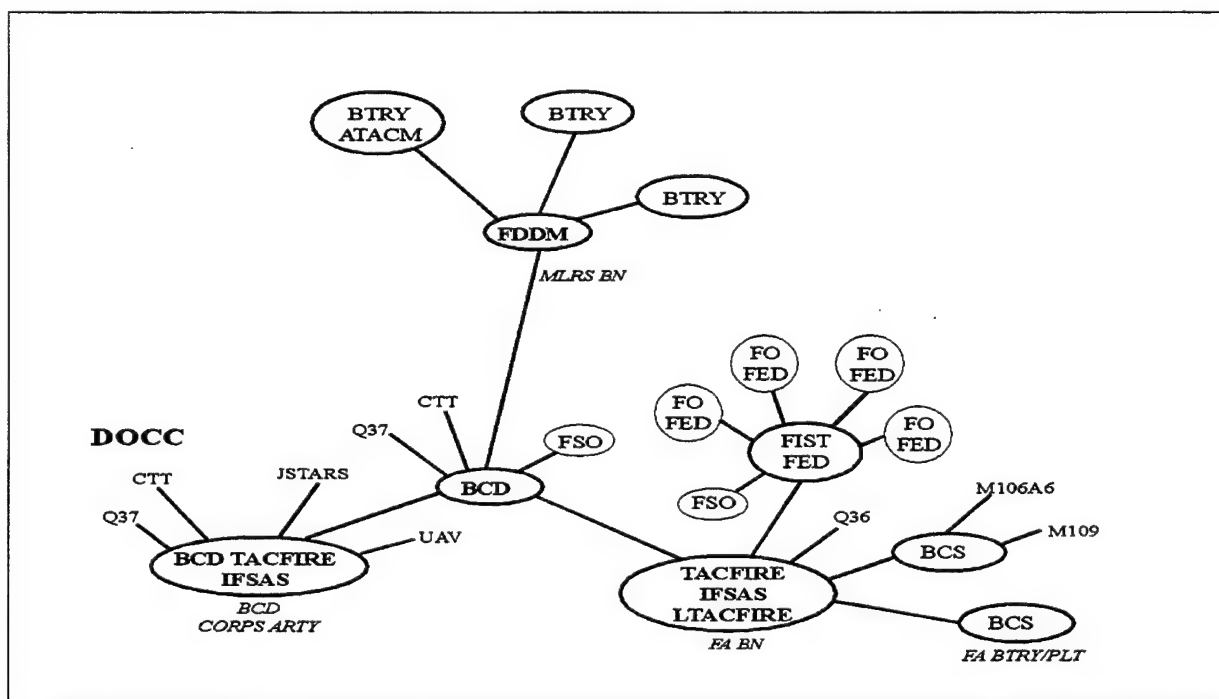 BTRY
ATACM
BTRY
BTRY
FDDM
MLRS BN
FO
FED
FO
FED
FO
FED
FO
FED
FIST
FED
FSO
CTT
Q37
FSO
DOCC
BCD
CTT
JSTARS
Q37
UAV
BCD TACFIRE
IFSAS
BCD
CORPS ARTY
Q36
M106A6
M109
BCS
TACFIRE
IFSAS
LTACFIRE
FA BN
BCS
FA BTRY/PLT